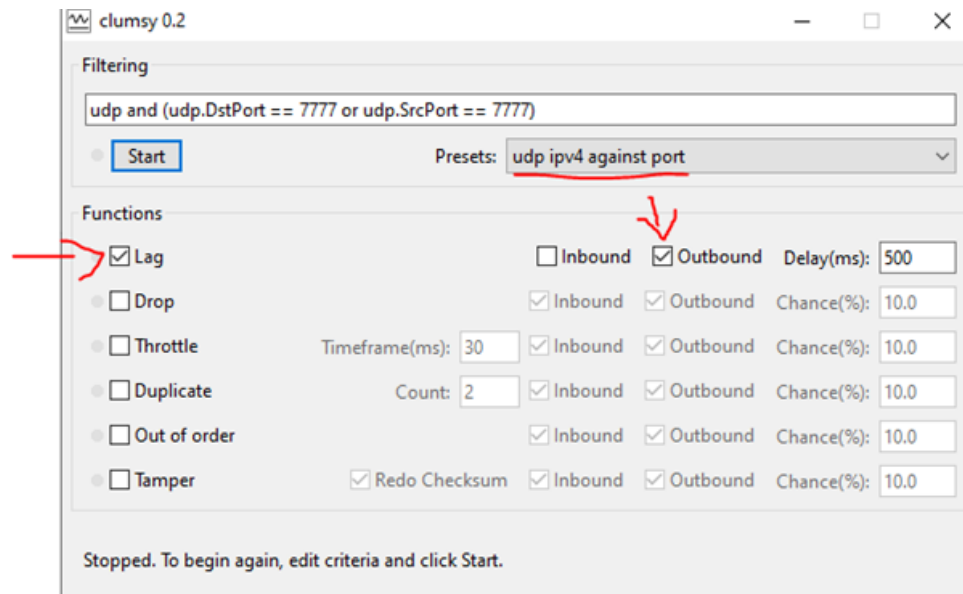 clumsy 0.2
Filtering
udp and (udp.DstPort == 7777 or udp.SrcPort == 7777)
Start Presets: udp ipv4 against port
Functions
Lag Inbound Outbound Delay(ms): 500
Drop Inbound Outbound Chance(%): 10.0
Throttle Timeframe(ms): 30 Inbound Outbound Chance(%): 10.0
Duplicate Count: 2 Inbound Outbound Chance(%): 10.0
Out of order Inbound Outbound Chance(%): 10.0
Tamper Redo Checksum Inbound Outbound Chance(%): 10.0
Stopped. To begin again, edit criteria and click Start.